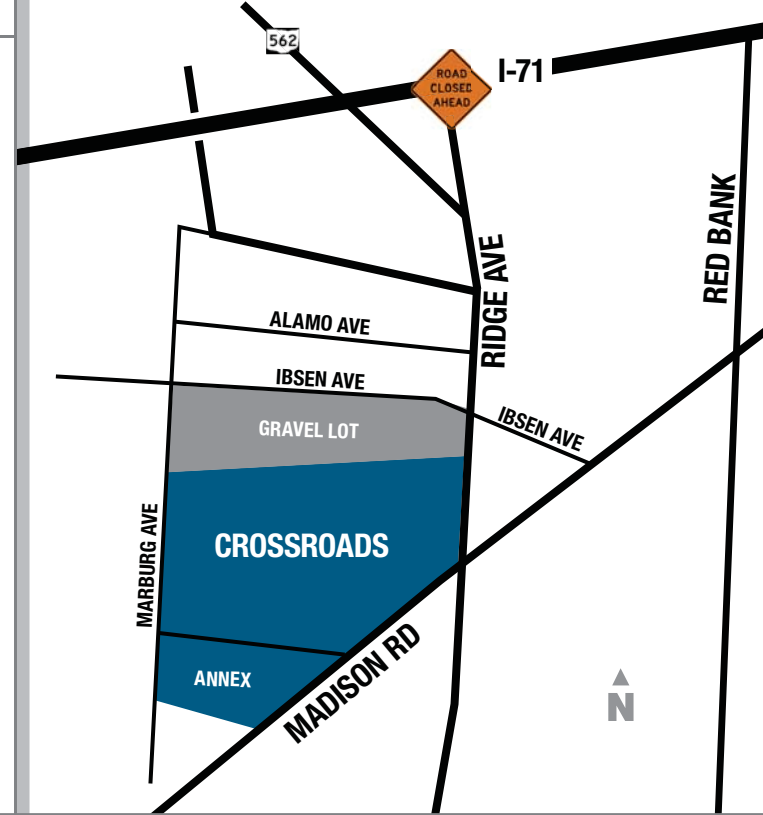 562
ROAD
CLOSED
AHEAD
I-71
RED BANK
RIDGE AVE
ALAMO AVE
IBSEN AVE
IBSEN AVE
GRAVEL LOT
CROSSROADS
MARBURG AVE
MADISON RD
ANNEX
N